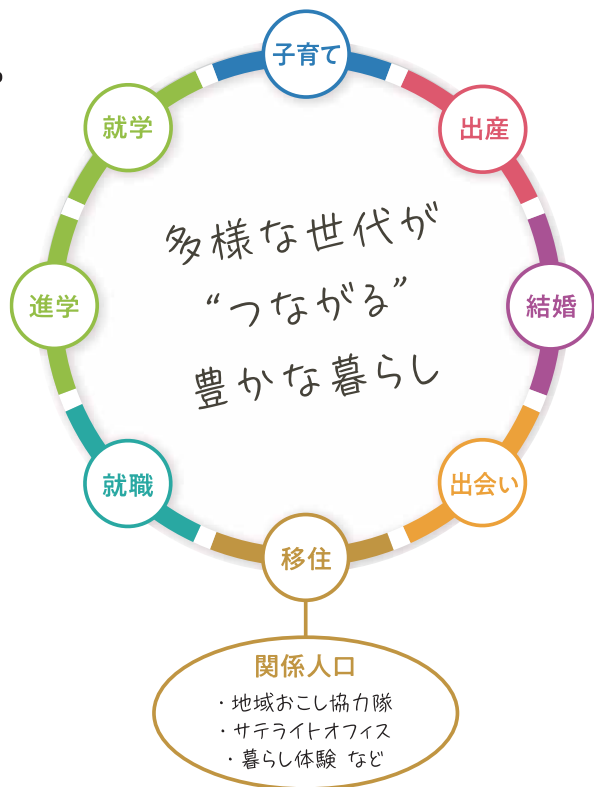 子育て
出産
結婚
出会い
移住
就職
進学
就学
多様な世代が
“つながる”
豊かな暮らし
関係人口
・地域おこし協力隊
・サテライトオフィス
・暮らし体験 など